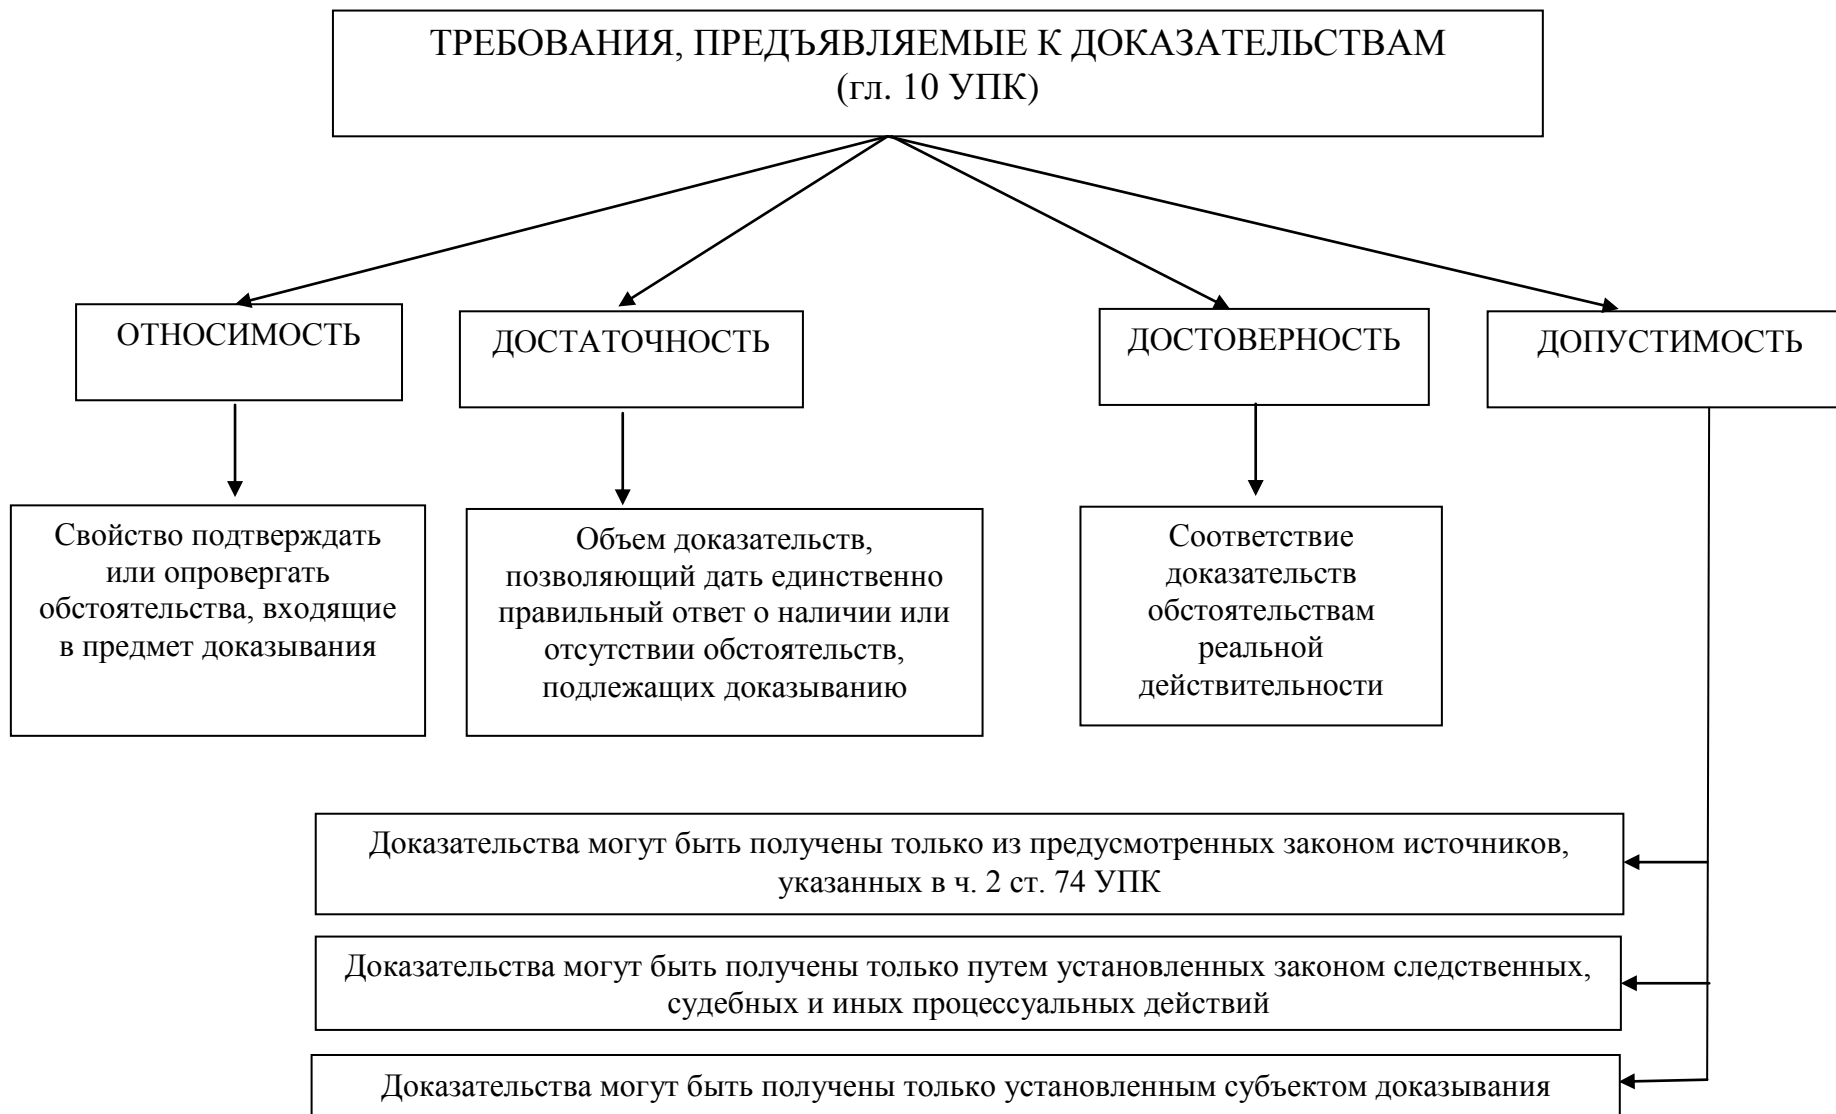 ТРЕБОВАНИЯ, ПРЕДЪЯВЛЯЕМЫЕ К ДОКАЗАТЕЛЬСТВАМ
(гл. 10 УПК)
ОТНОСИМОСТЬ
ДОСТАТОЧНОСТЬ
ДОСТОВЕРНОСТЬ
ДОПУСТИМОСТЬ
Свойство подтверждать
или опровергать
обстоятельства, входящие
в предмет доказывания
Объем доказательств,
позволяющий дать единственно
правильный ответ о наличии или
отсутствии обстоятельств,
подлежащих доказыванию
Соответствие
доказательств
обстоятельствам
реальной
действительности
Доказательства могут быть получены только из предусмотренных законом источников,
указанных в ч. 2 ст. 74 УПК
Доказательства могут быть получены только путем установленных законом следственных,
судебных и иных процессуальных действий
Доказательства могут быть получены только установленным субъектом доказывания